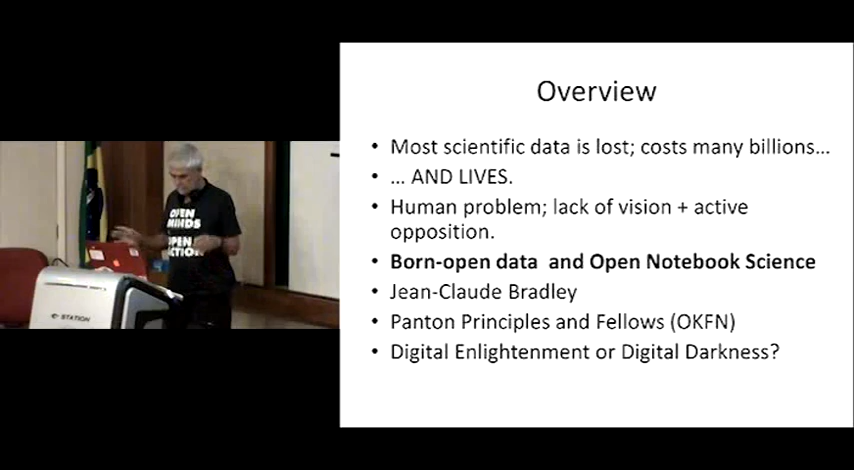 Overview
• Most scientific data is lost; costs many billions…
• … AND LIVES.
• Human problem; lack of vision + active
opposition.
• Born-open data and Open Notebook Science
• Jean-Claude Bradley
• Panton Principles and Fellows (OKFN)
• Digital Enlightenment or Digital Darkness?
OPEN
MINDS
OPEN
ACTION
STATION